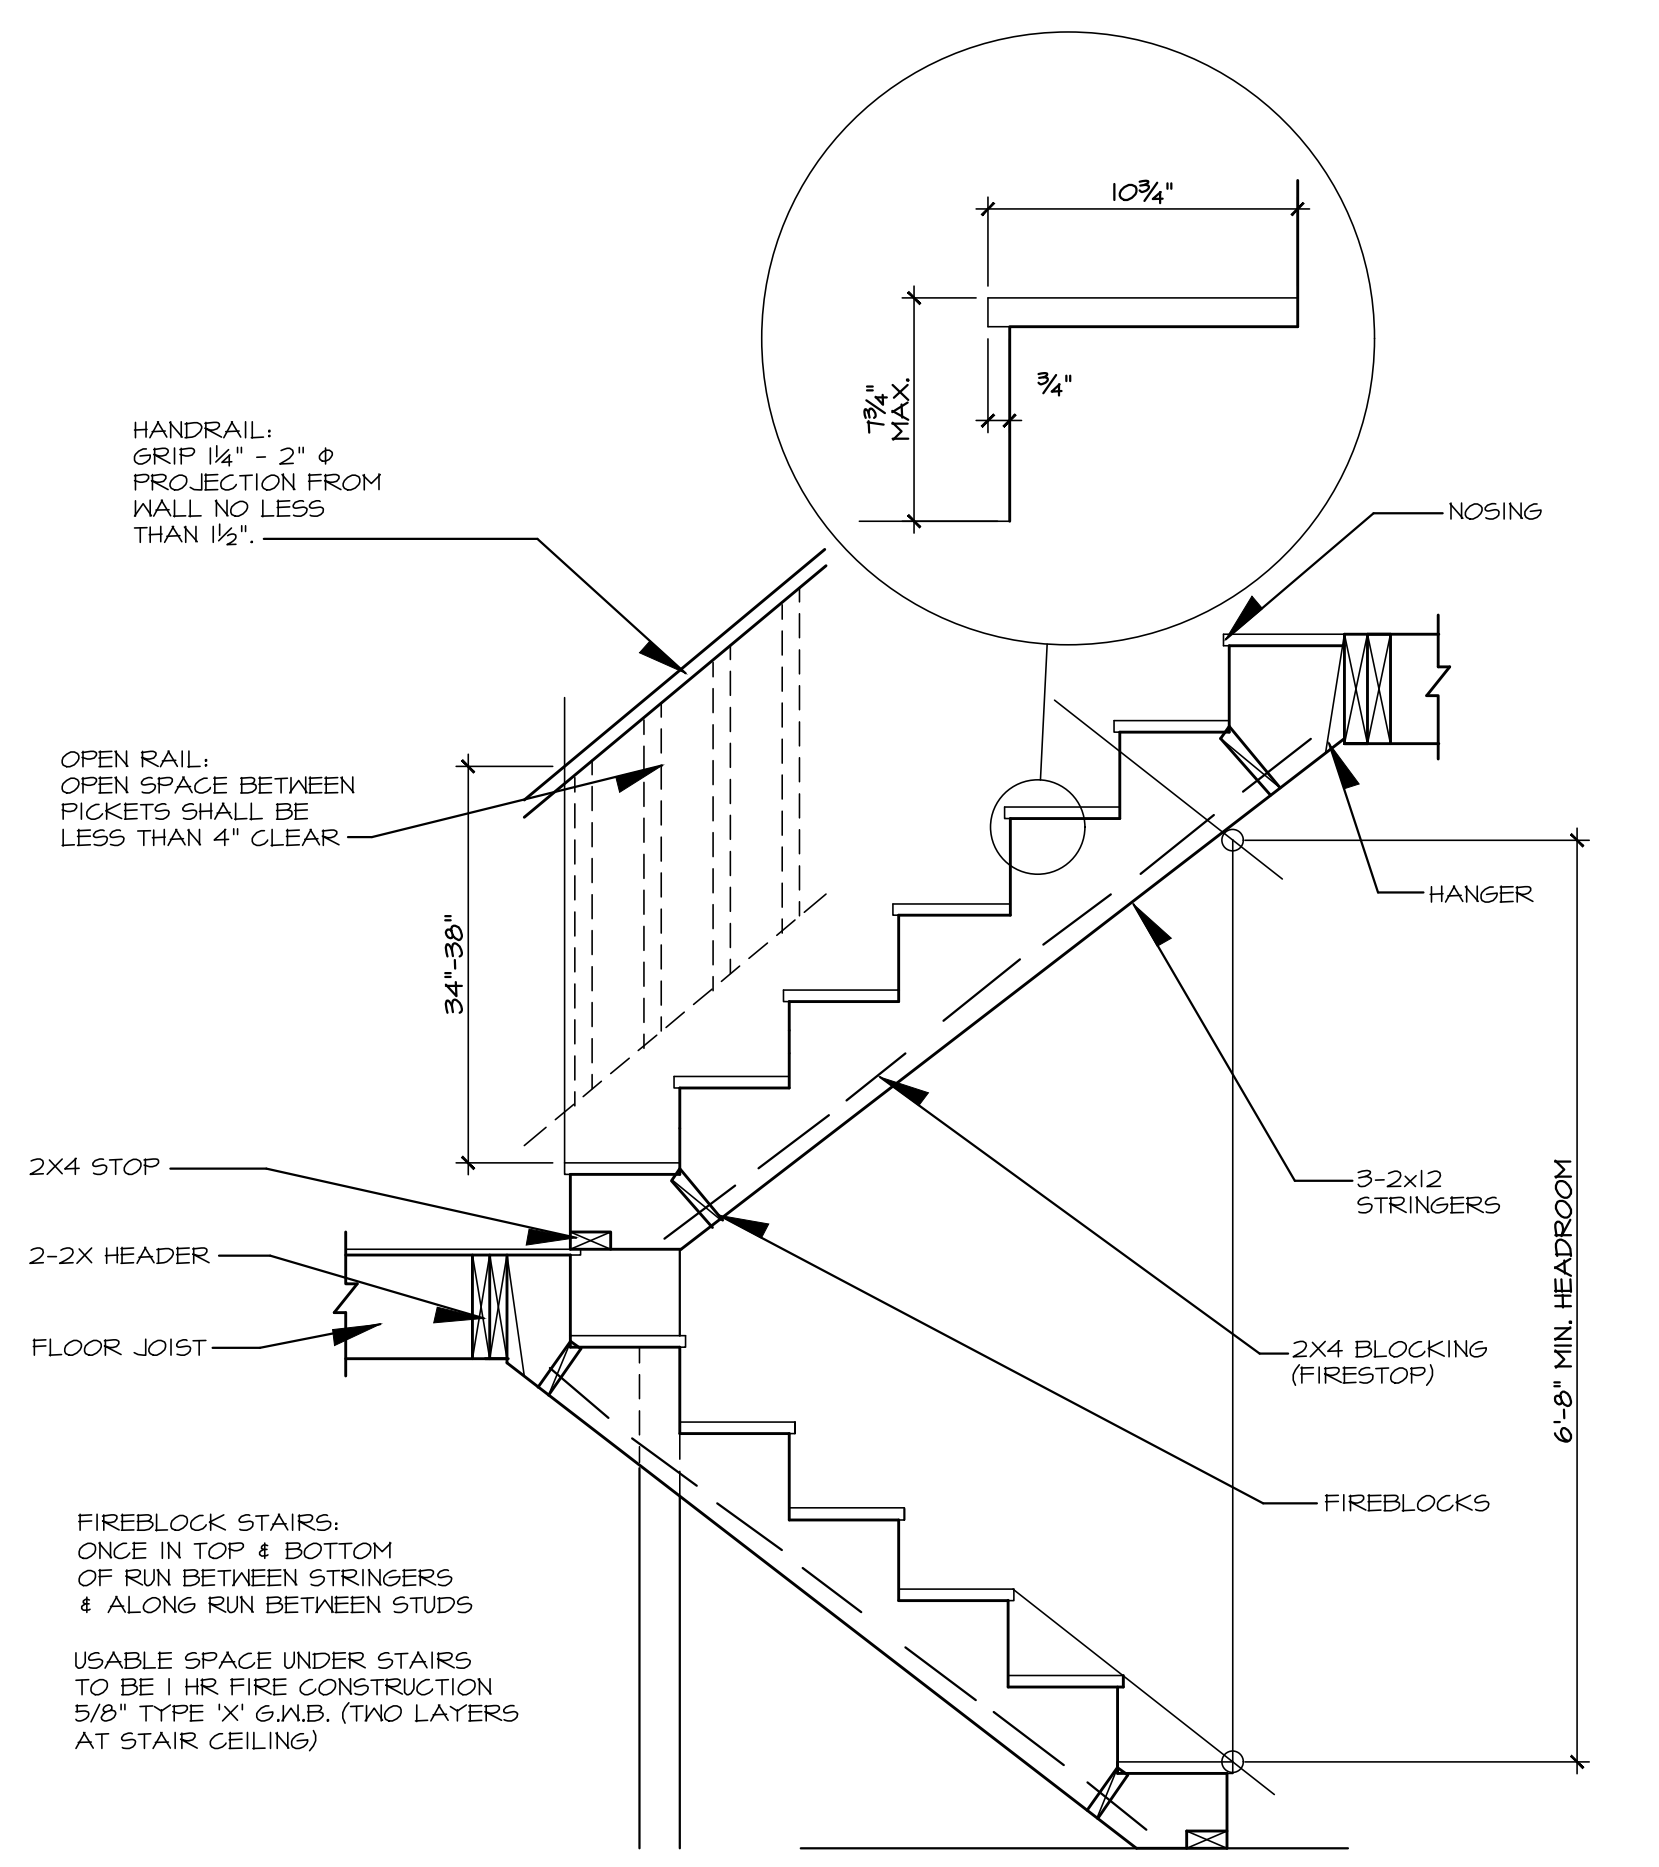 10¾"
¾"
7¾"
MAX.
HANDRAIL:
GRIP 1¼" - 2" Φ
PROJECTION FROM
WALL NO LESS
THAN 1½".
NOSING
OPEN RAIL:
OPEN SPACE BETWEEN
PICKETS SHALL BE
LESS THAN 4" CLEAR
HANGER
34"-38"
2X4 STOP
3-2x12
STRINGERS
2-2X HEADER
6'-8" MIN. HEADROOM
FLOOR JOIST
2X4 BLOCKING
(FIRESTOP)
FIREBLOCKS
FIREBLOCK STAIRS:
ONCE IN TOP & BOTTOM
OF RUN BETWEEN STRINGERS
& ALONG RUN BETWEEN STUDS
USABLE SPACE UNDER STAIRS
TO BE 1 HR FIRE CONSTRUCTION
5/8" TYPE 'X' G.W.B. (TWO LAYERS
AT STAIR CEILING)